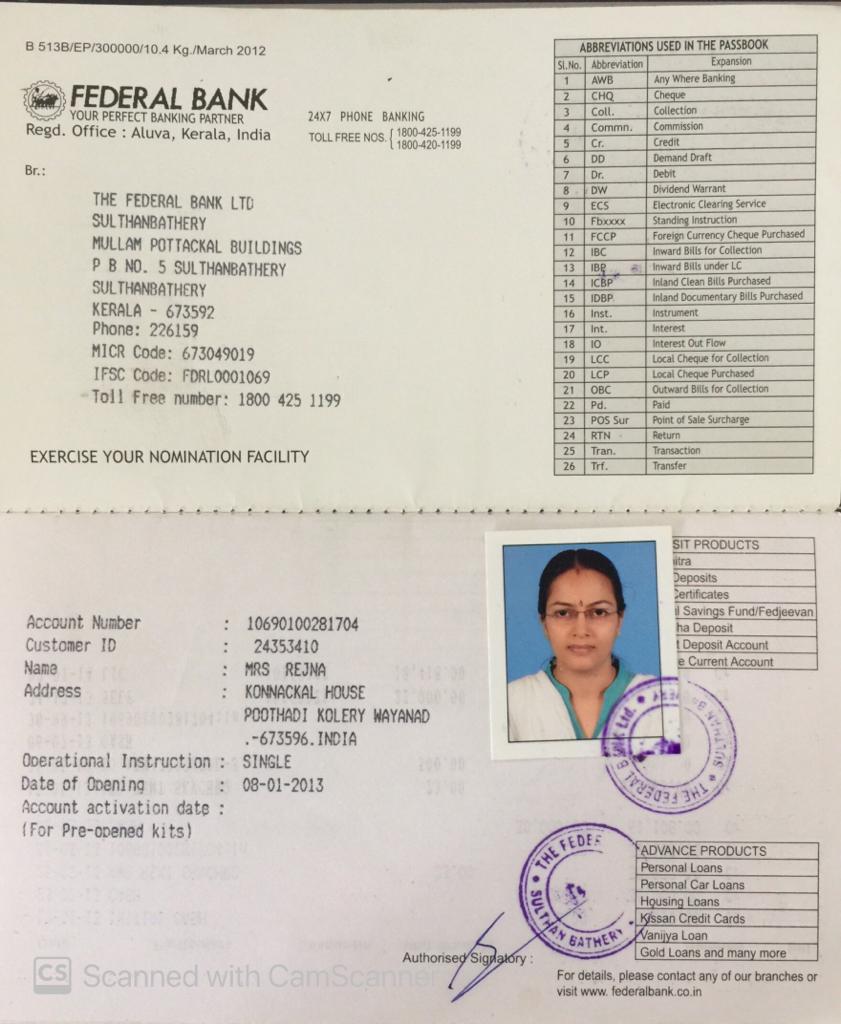 B 513B/EP/300000/10.4 Kg./March 2012
FEDERAL BANK
YOUR PERFECT BANKING PARTNER
Regd. Office : Aluva, Kerala, India
24X7 PHONE BANKING
TOLL FREE NOS. { 1800-425-1199
1800-420-1199
Br.:
THE FEDERAL BANK LTD
SULTHANBATHERY
MULLAM POTTACKAL BUILDINGS
P B NO. 5 SULTHANBATHERY
SULTHANBATHERY
KERALA - 673592
Phone: 226159
MICR Code: 673049019
IFSC Code: FDRL0001069
Toll Free number: 1800 425 1199
EXERCISE YOUR NOMINATION FACILITY
ABBREVIATIONS USED IN THE PASSBOOK
Sl.No. Abbreviation Expansion
1 AWB Any Where Banking
2 CHQ Cheque
3 Coll. Collection
4 Commn. Commission
5 Cr. Credit
6 DD Demand Draft
7 Dr. Debit
8 DW Dividend Warrant
9 ECS Electronic Clearing Service
10 Fbxxxx Standing Instruction
11 FCCP Foreign Currency Cheque Purchased
12 IBC Inward Bills for Collection
13 IBP Inward Bills under LC
14 ICBP Inland Clean Bills Purchased
15 IDBP Inland Documentary Bills Purchased
16 Inst. Instrument
17 Int. Interest
18 IO Interest Out Flow
19 LCC Local Cheque for Collection
20 LCP Local Cheque Purchased
21 OBC Outward Bills for Collection
22 Pd. Paid
23 POS Sur Point of Sale Surcharge
24 RTN Return
25 Tran. Transaction
26 Trf. Transfer
Account Number : 10690100281704
Customer ID : 24353410
Name : MRS REJNA
Address : KONNACKAL HOUSE
POOTHADI KOLERY WAYANAD
.-673596.INDIA
Operational Instruction : SINGLE
Date of Opening : 08-01-2013
Account activation date :
(For Pre-opened kits)
SIT PRODUCTS
itra
Deposits
Certificates
l Savings Fund/Fedjeevan
ha Deposit
t Deposit Account
e Current Account
THE FEDERAL BANK Ltd.
SULTHAN BATHERY
THE FEDER
SULTHAN BATHERY
ADVANCE PRODUCTS
Personal Loans
Personal Car Loans
Housing Loans
Kissan Credit Cards
Vanijya Loan
Gold Loans and many more
Authorised Signatory :
For details, please contact any of our branches or
visit www. federalbank.co.in
CS Scanned with CamScanner